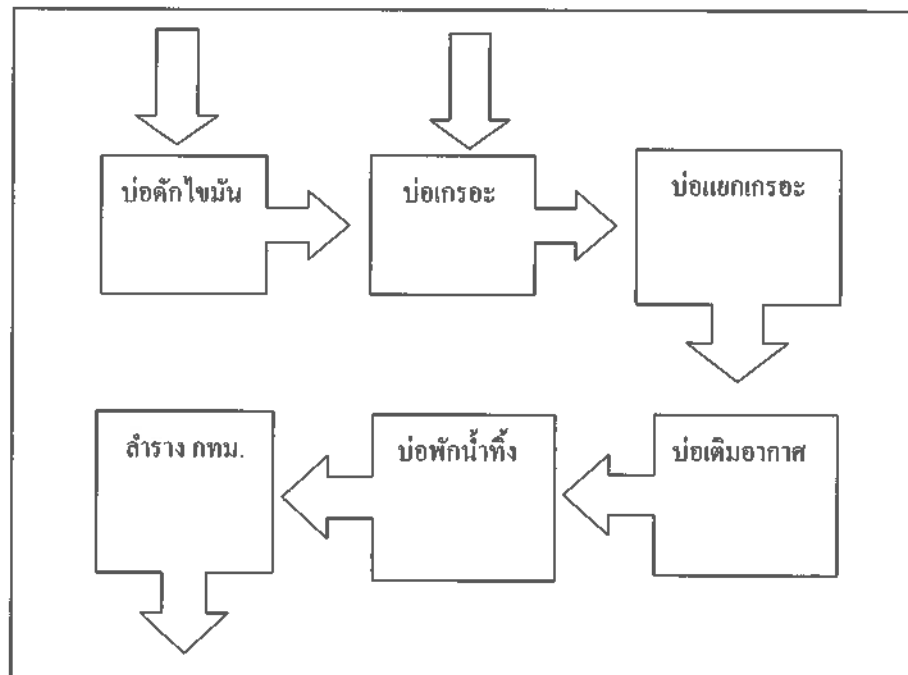 บ่อดักไขมัน
บ่อเกรอะ
บ่อแยกเกรอะ
ลำราง กทม.
บ่อพักน้ำทิ้ง
บ่อเติมอากาศ